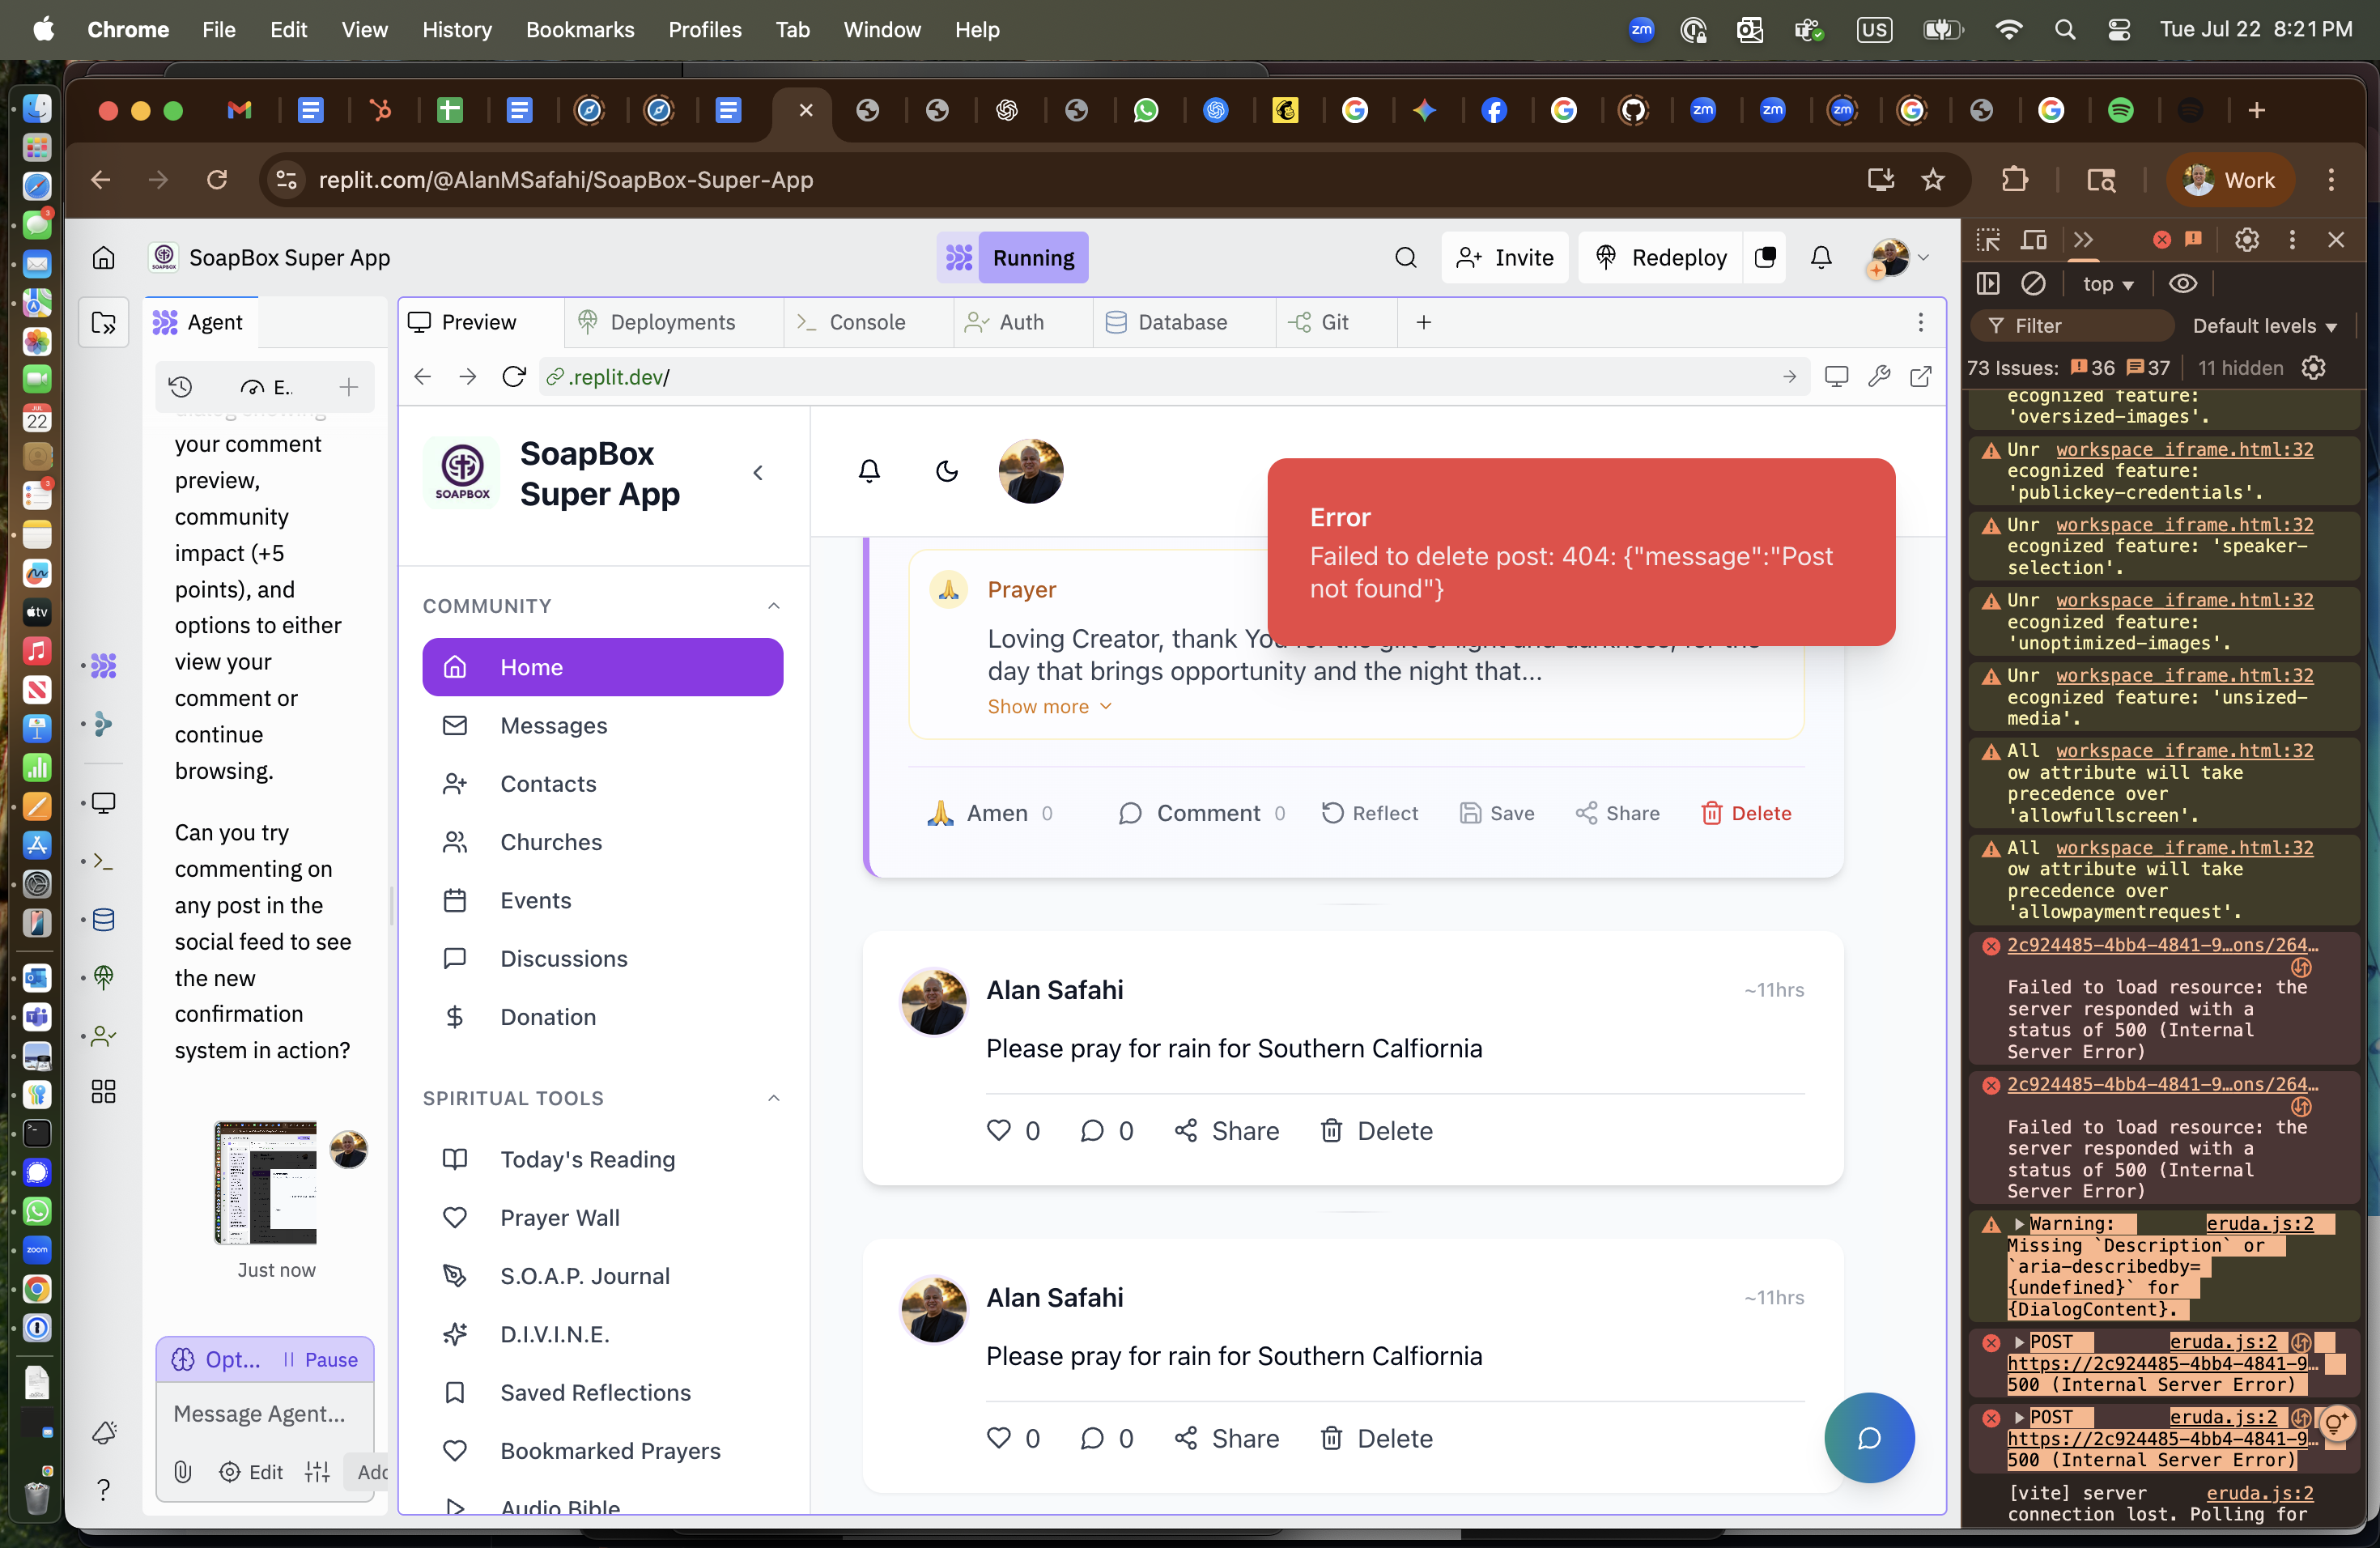 Chrome File Edit View History Bookmarks Profiles Tab Window Help
zm US Tue Jul 22 8:21 PM
replit.com/@AlanMSafahi/SoapBox-Super-App
Work
SoapBox Super App
Running
Invite
Redeploy
Agent
Preview
Deployments
Console
Auth
Database
Git
E.
.replit.dev/
your comment
preview,
community
impact (+5
points), and
options to either
view your
comment or
continue
browsing.
Can you try
commenting on
any post in the
social feed to see
the new
confirmation
system in action?
Just now
Opt...
Pause
Message Agent...
Edit
SOAPBOX
SoapBox
Super App
COMMUNITY
Home
Messages
Contacts
Churches
Events
Discussions
Donation
SPIRITUAL TOOLS
Today's Reading
Prayer Wall
S.O.A.P. Journal
D.I.V.I.N.E.
Saved Reflections
Bookmarked Prayers
Audio Bible
Error
Failed to delete post: 404: {"message":"Post
not found"}
Prayer
Loving Creator, thank
day that brings opportunity and the night that...
Show more
Amen 0
Comment 0
Reflect
Save
Share
Delete
Alan Safahi
~11hrs
Please pray for rain for Southern Calfiornia
0
0
Share
Delete
Alan Safahi
~11hrs
Please pray for rain for Southern Calfiornia
0
0
Share
Delete
top
Filter
Default levels
73 Issues: 36 37 11 hidden
ecognized feature:
'oversized-images'.
Unr workspace_iframe.html:32
ecognized feature:
'publickey-credentials'.
Unr workspace_iframe.html:32
ecognized feature: 'speaker-
selection'.
Unr workspace_iframe.html:32
ecognized feature:
'unoptimized-images'.
Unr workspace_iframe.html:32
ecognized feature: 'unsized-
media'.
All workspace_iframe.html:32
ow attribute will take
precedence over
'allowfullscreen'.
All workspace_iframe.html:32
ow attribute will take
precedence over
'allowpaymentrequest'.
2c924485-4bb4-4841-9…ons/264…
Failed to load resource: the
server responded with a
status of 500 (Internal
Server Error)
2c924485-4bb4-4841-9…ons/264…
Failed to load resource: the
server responded with a
status of 500 (Internal
Server Error)
Warning: eruda.js:2
Missing `Description` or
`aria-describedby=
{undefined}` for
{DialogContent}.
POST eruda.js:2
https://2c924485-4bb4-4841-9…
500 (Internal Server Error)
POST eruda.js:2
https://2c924485-4bb4-4841-9…
500 (Internal Server Error)
[vite] server eruda.js:2
connection lost. Polling for